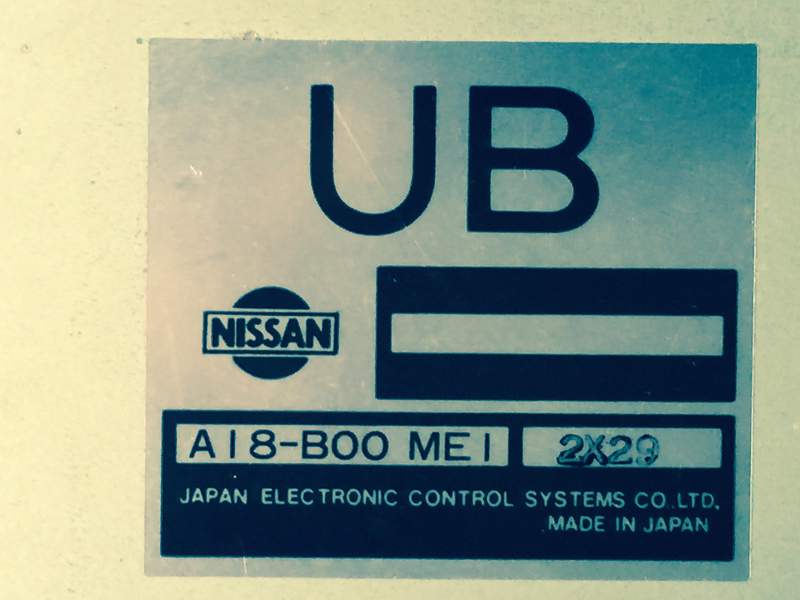 UB
NISSAN
A18-B00 ME1 2X29
JAPAN ELECTRONIC CONTROL SYSTEMS CO.,LTD.
MADE IN JAPAN